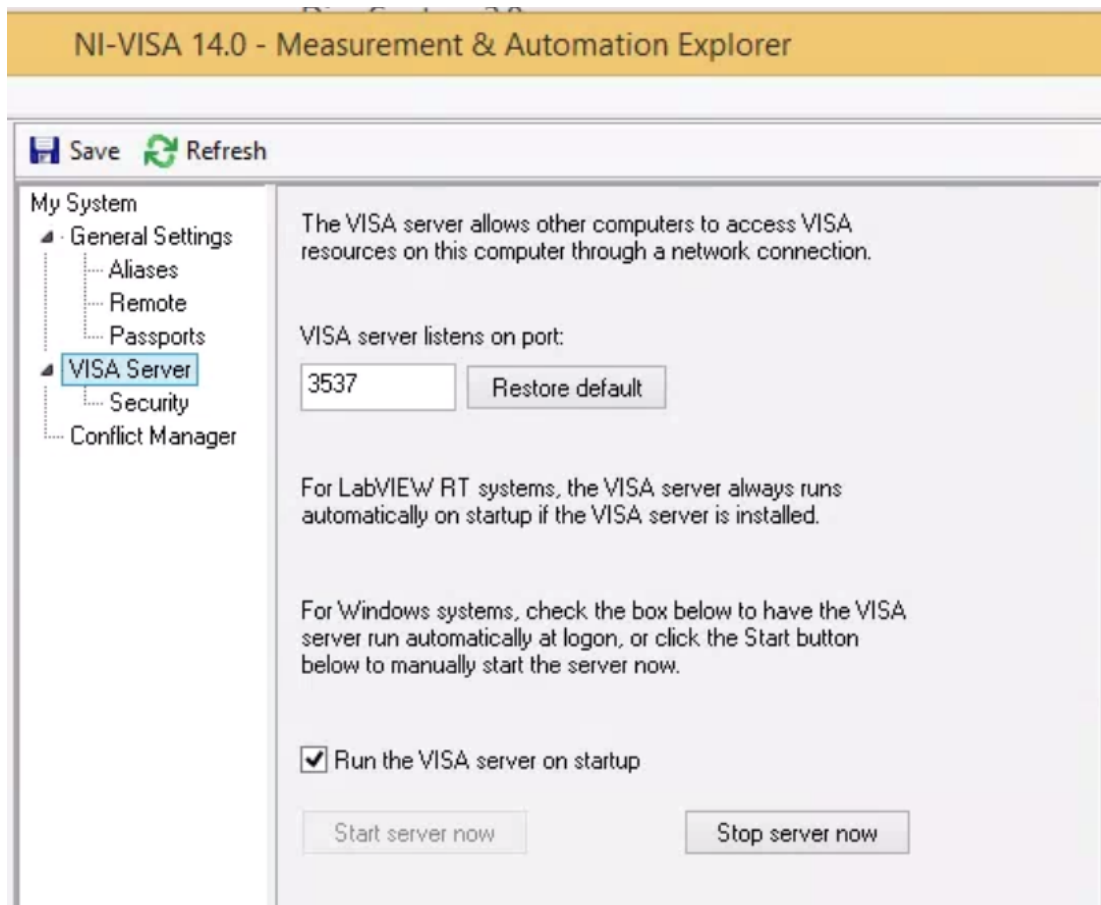 NI-VISA 14.0 - Measurement & Automation Explorer
Save Refresh
My System
General Settings
Aliases
Remote
Passports
VISA Server
Security
Conflict Manager
The VISA server allows other computers to access VISA
resources on this computer through a network connection.
VISA server listens on port:
3537 Restore default
For LabVIEW RT systems, the VISA server always runs
automatically on startup if the VISA server is installed.
For Windows systems, check the box below to have the VISA
server run automatically at logon, or click the Start button
below to manually start the server now.
Run the VISA server on startup
Start server now Stop server now